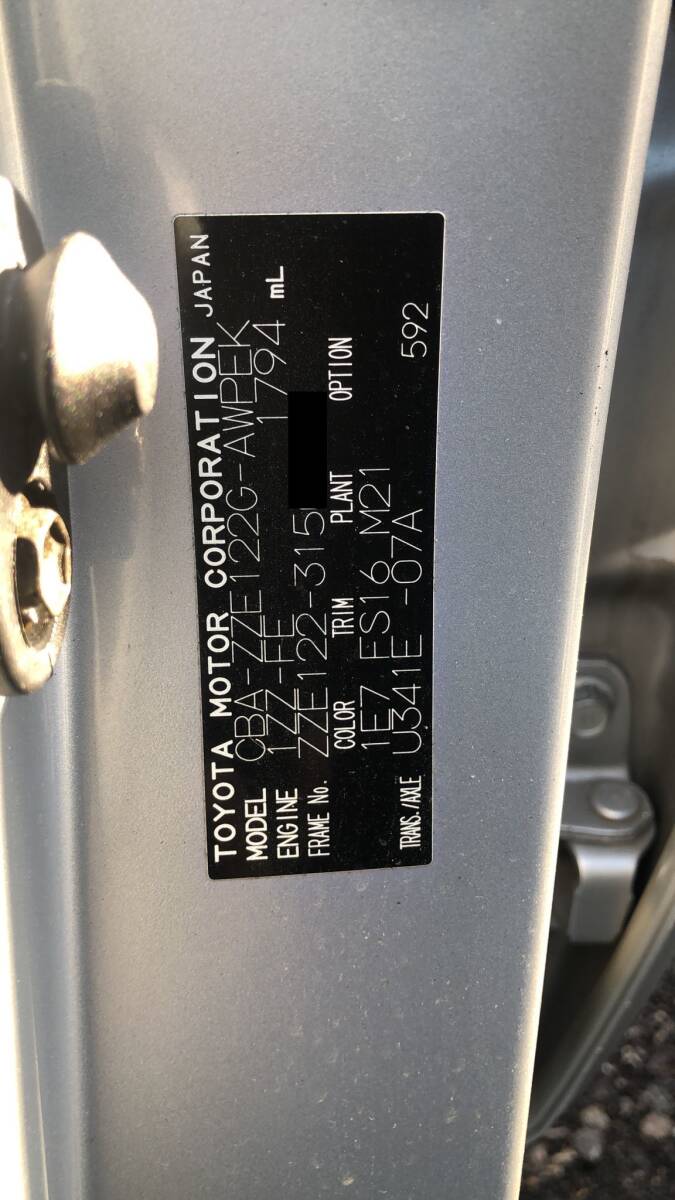 TOYOTA MOTOR CORPORATION JAPAN
MODEL CBA-ZZE122G-AWPEK
ENGINE 1ZZ-FE 1794 mL
FRAME No. ZZE122-315
COLOR TRIM PLANT OPTION
1E7 FS16 M21
TRANS./AXLE U341E -07A 592